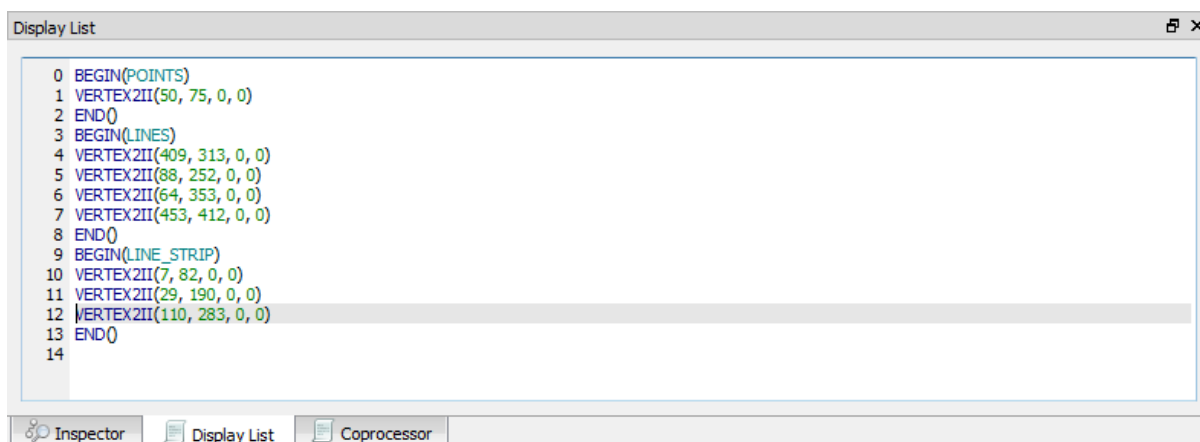 Display List
0 BEGIN(POINTS)
1 VERTEX2II(50, 75, 0, 0)
2 END()
3 BEGIN(LINES)
4 VERTEX2II(409, 313, 0, 0)
5 VERTEX2II(88, 252, 0, 0)
6 VERTEX2II(64, 353, 0, 0)
7 VERTEX2II(453, 412, 0, 0)
8 END()
9 BEGIN(LINE_STRIP)
10 VERTEX2II(7, 82, 0, 0)
11 VERTEX2II(29, 190, 0, 0)
12 VERTEX2II(110, 283, 0, 0)
13 END()
14
Inspector Display List Coprocessor